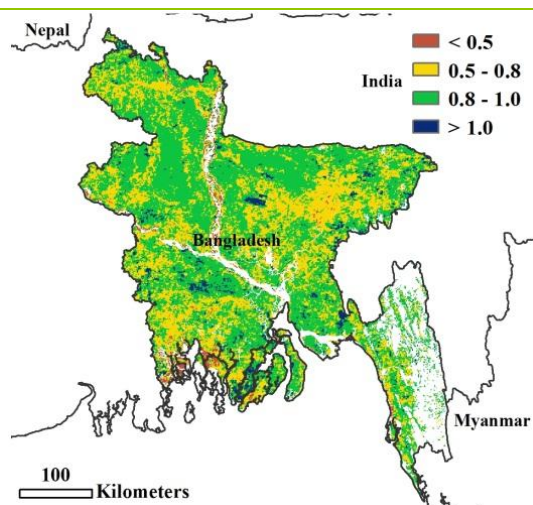 Nepal
< 0.5
0.5 - 0.8
India
0.8 - 1.0
> 1.0
Bangladesh
Myanmar
100
Kilometers